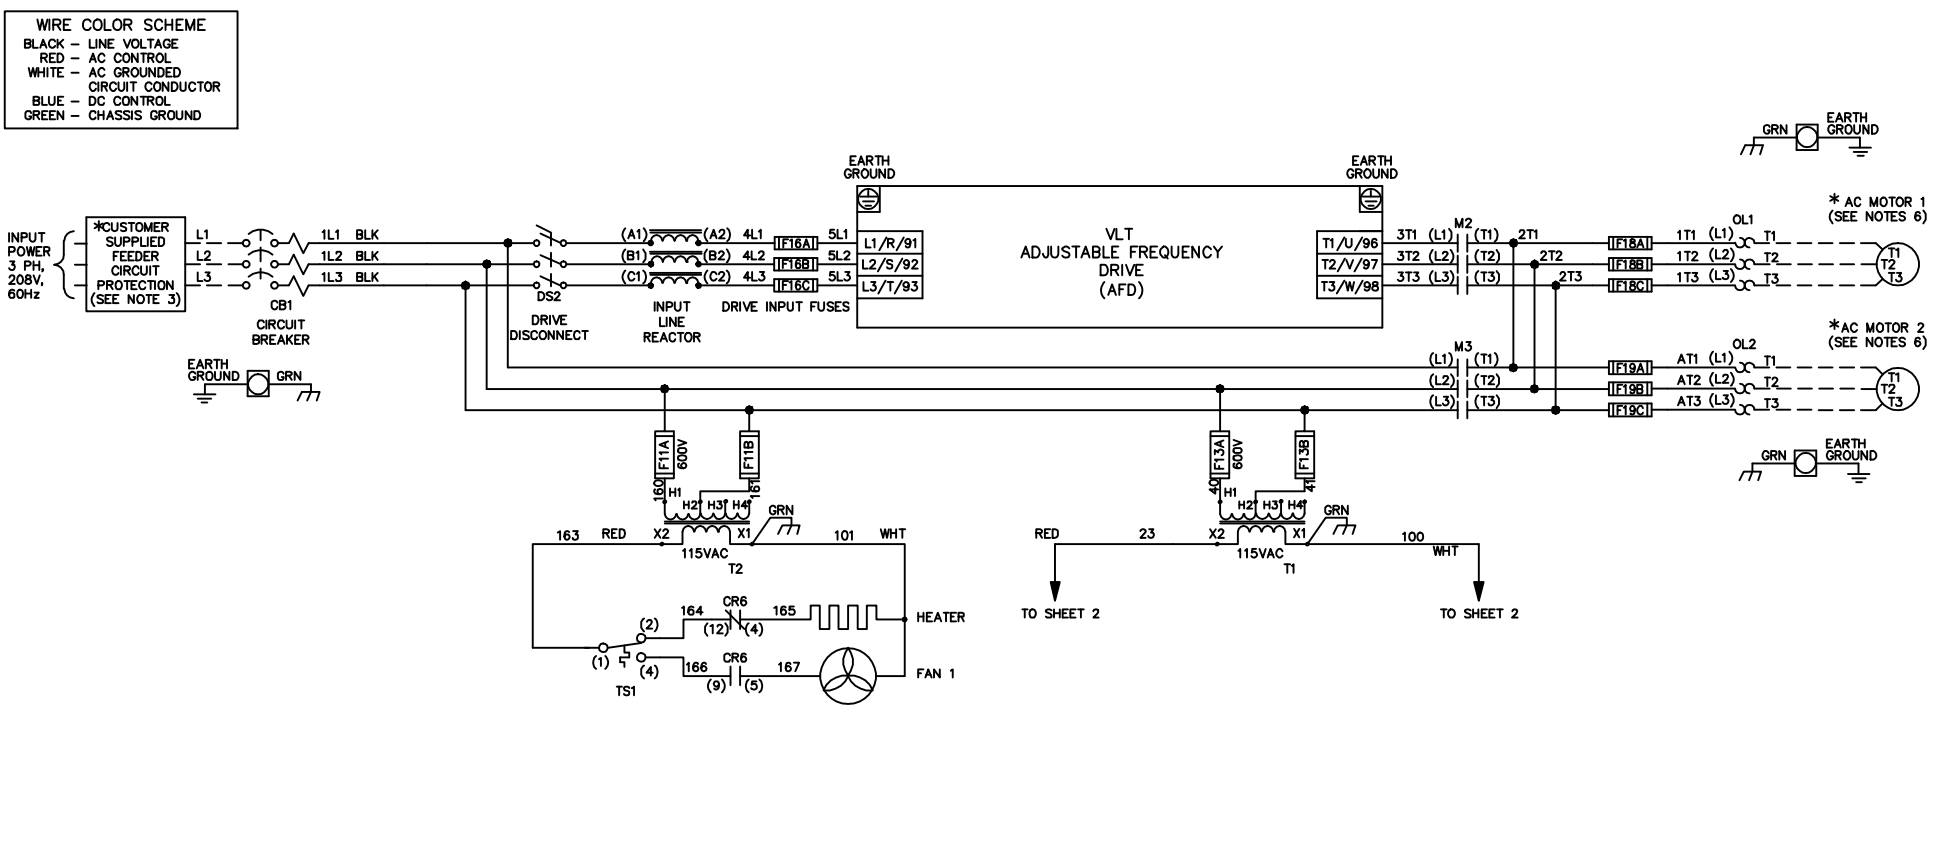 WIRE COLOR SCHEME
BLACK – LINE VOLTAGE
RED – AC CONTROL
WHITE – AC GROUNDED
CIRCUIT CONDUCTOR
BLUE – DC CONTROL
GREEN – CHASSIS GROUND
GRN
EARTH
GROUND
EARTH
GROUND
EARTH
GROUND
INPUT
POWER
3 PH,
208V,
60Hz
*CUSTOMER
SUPPLIED
FEEDER
CIRCUIT
PROTECTION
(SEE NOTE 3)
L1
L2
L3
CB1
CIRCUIT
BREAKER
1L1 BLK
1L2 BLK
1L3 BLK
DS2
DRIVE
DISCONNECT
(A1) (A2)
(B1) (B2)
(C1) (C2)
INPUT
LINE
REACTOR
4L1 F16A 5L1
4L2 F16B 5L2
4L3 F16C 5L3
DRIVE INPUT FUSES
L1/R/91
L2/S/92
L3/T/93
VLT
ADJUSTABLE FREQUENCY
DRIVE
(AFD)
T1/U/96
T2/V/97
T3/W/98
M2
3T1 (L1) (T1) 2T1
3T2 (L2) (T2) 2T2
3T3 (L3) (T3) 2T3
F18A 1T1 (L1) T1
F18B 1T2 (L2) T2
F18C 1T3 (L3) T3
OL1
* AC MOTOR 1
(SEE NOTES 6)
T1
T2
T3
M3
(L1) (T1)
(L2) (T2)
(L3) (T3)
F19A AT1 (L1) T1
F19B AT2 (L2) T2
F19C AT3 (L3) T3
OL2
*AC MOTOR 2
(SEE NOTES 6)
T1
T2
T3
GRN
EARTH
GROUND
EARTH
GROUND
GRN
F11A
600V
F11B
160
161
H1
H2 H3 H4
GRN
163 RED X2 X1 101 WHT
115VAC
T2
F13A
600V
F13B
40
41
H1
H2 H3 H4
GRN
RED 23 X2 X1 100
WHT
115VAC
T1
TO SHEET 2
TO SHEET 2
CR6
164 165
(12) (4)
HEATER
(2)
(1)
(4)
TS1
CR6
166 167
(9) (5)
FAN 1